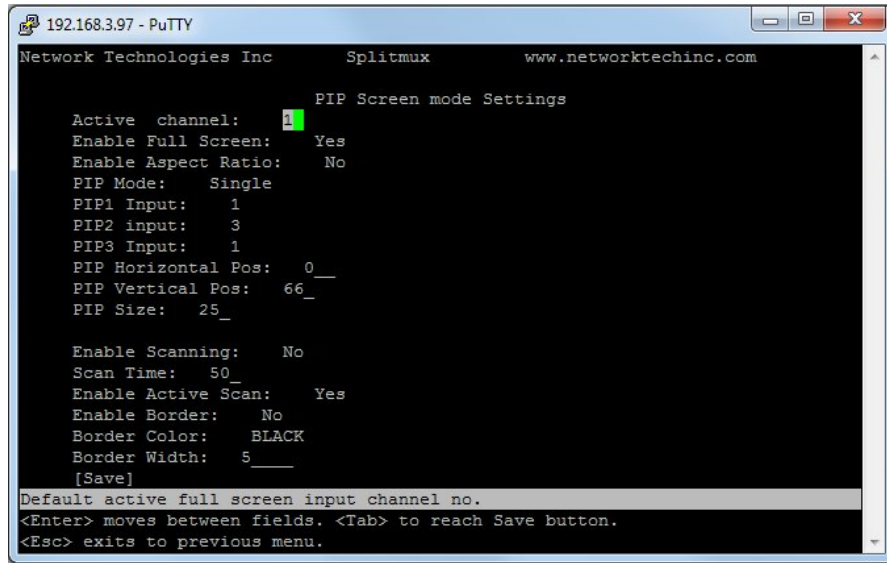 192.168.3.97 - PuTTY
Network Technologies Inc Splitmux www.networktechinc.com
PIP Screen mode Settings
Active channel: 1
Enable Full Screen: Yes
Enable Aspect Ratio: No
PIP Mode: Single
PIP1 Input: 1
PIP2 input: 3
PIP3 Input: 1
PIP Horizontal Pos: 0__
PIP Vertical Pos: 66_
PIP Size: 25_
Enable Scanning: No
Scan Time: 50_
Enable Active Scan: Yes
Enable Border: No
Border Color: BLACK
Border Width: 5____
[Save]
Default active full screen input channel no.
<Enter> moves between fields. <Tab> to reach Save button.
<Esc> exits to previous menu.